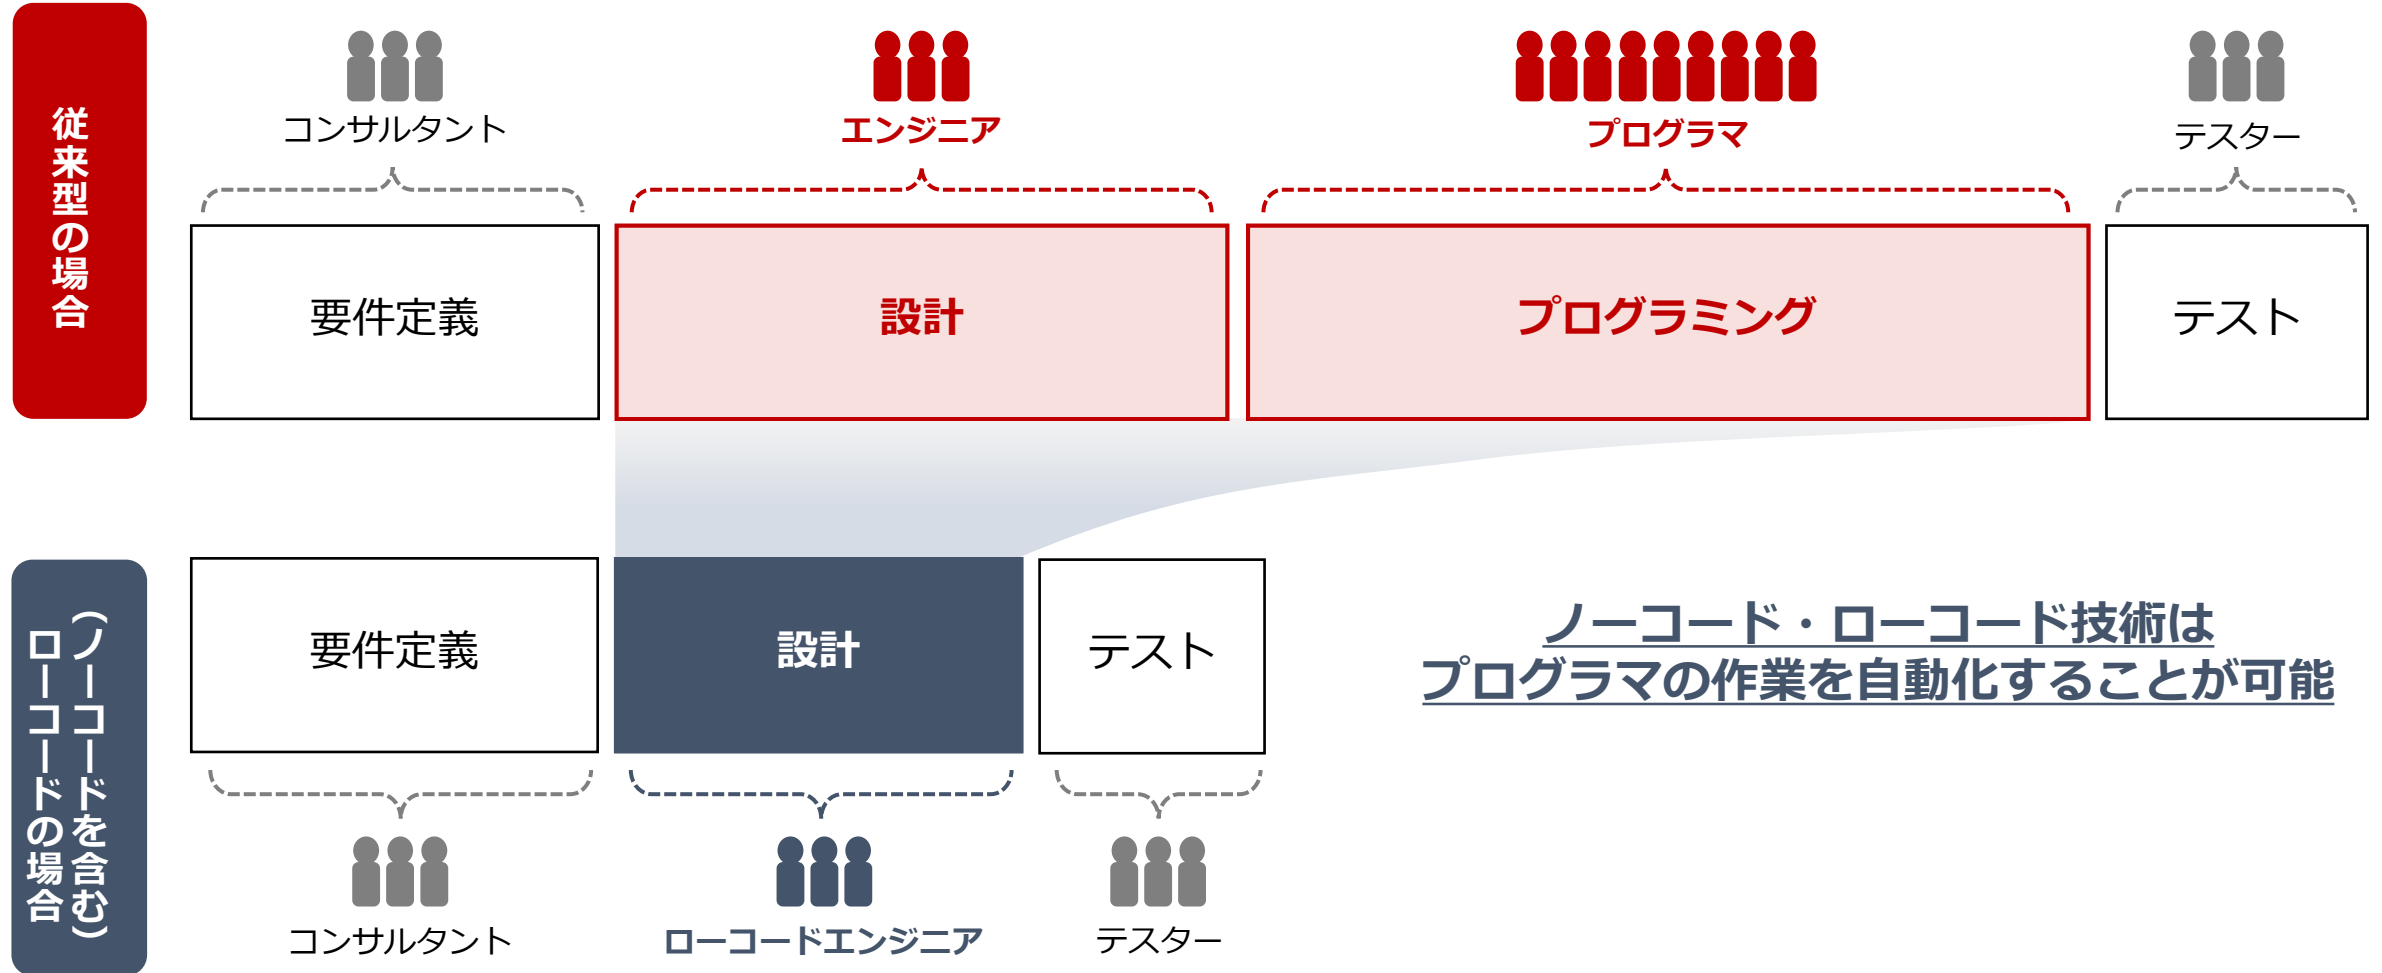 従来型の場合
コンサルタント
エンジニア
プログラマ
テスター
要件定義
設計
プログラミング
テスト
（ノーコードを含む）
ローコードの場合
要件定義
設計
テスト
ノーコード・ローコード技術は
プログラマの作業を自動化することが可能
コンサルタント
ローコードエンジニア
テスター